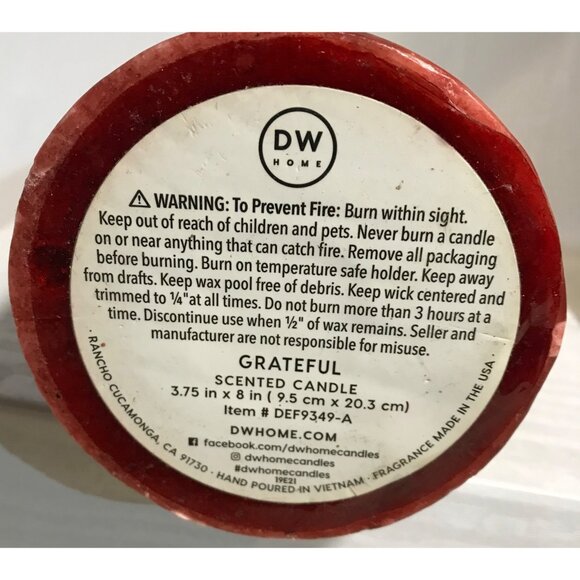 DW
HOME
⚠ WARNING: To Prevent Fire: Burn within sight.
Keep out of reach of children and pets. Never burn a candle
on or near anything that can catch fire. Remove all packaging
before burning. Burn on temperature safe holder. Keep away
from drafts. Keep wax pool free of debris. Keep wick centered and
trimmed to ¼" at all times. Do not burn more than 3 hours at a
time. Discontinue use when ½" of wax remains. Seller and
manufacturer are not responsible for misuse.
GRATEFUL
SCENTED CANDLE
3.75 in x 8 in ( 9.5 cm x 20.3 cm)
Item # DEF9349-A
DWHOME.COM
facebook.com/dwhomecandles
@dwhomecandles
#dwhomecandles
19E21
· RANCHO CUCAMONGA, CA 91730 · HAND POURED IN VIETNAM · FRAGRANCE MADE IN THE USA ·